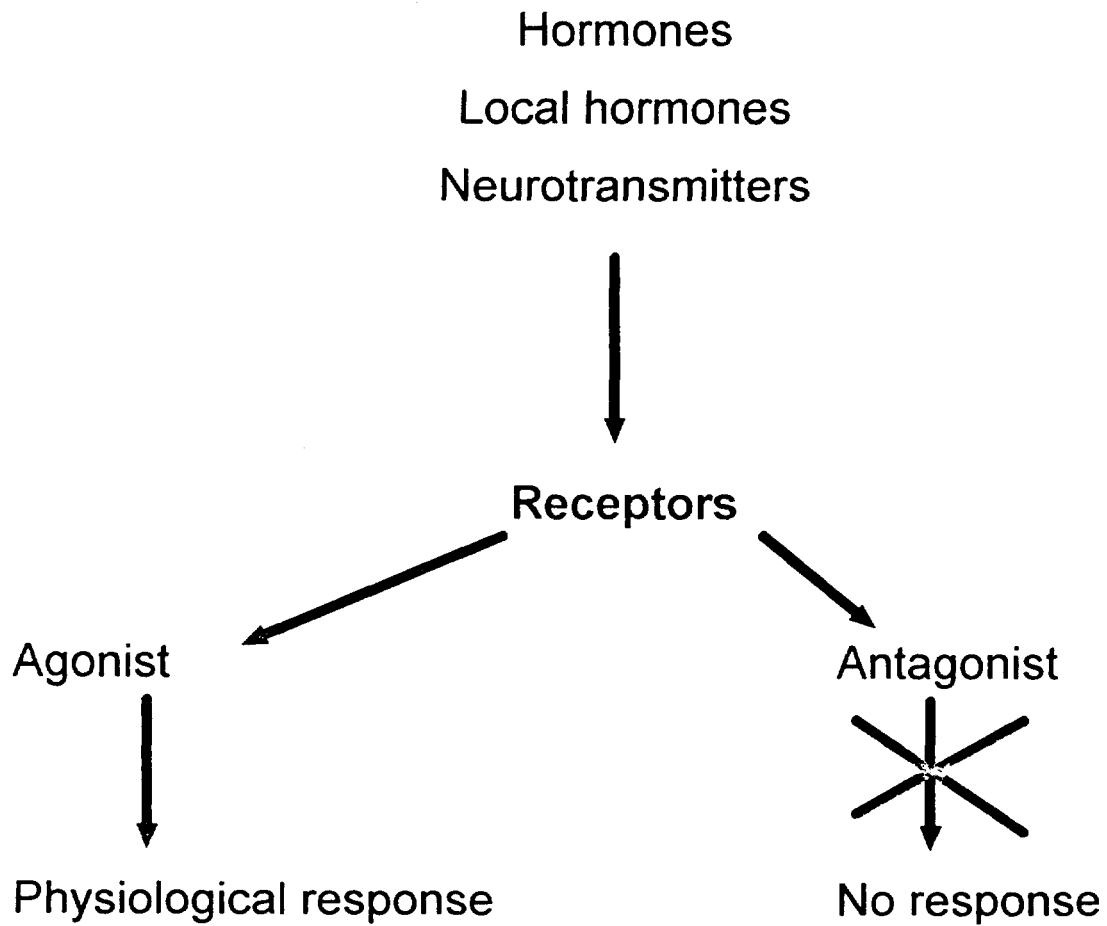 Hormones
Local hormones
Neurotransmitters
Receptors
Agonist
Antagonist
Physiological response
No response